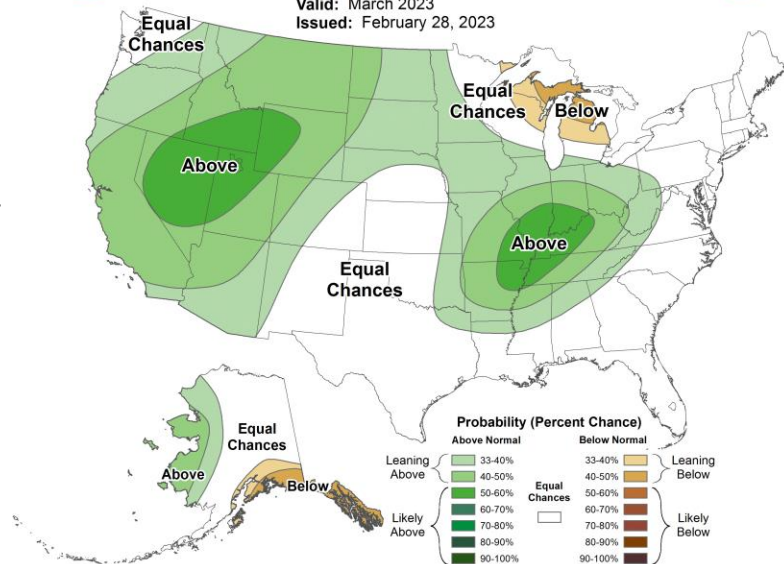 Valid: March 2023
Issued: February 28, 2023
Equal
Chances
Equal
Chances
Below
Above
Above
Equal
Chances
Equal
Chances
Above
Below
Probability (Percent Chance)
Above Normal
Below Normal
Leaning
Above
33-40%
40-50%
Likely
Above
50-60%
60-70%
70-80%
80-90%
90-100%
Equal
Chances
33-40%
40-50%
Leaning
Below
50-60%
60-70%
70-80%
80-90%
90-100%
Likely
Below